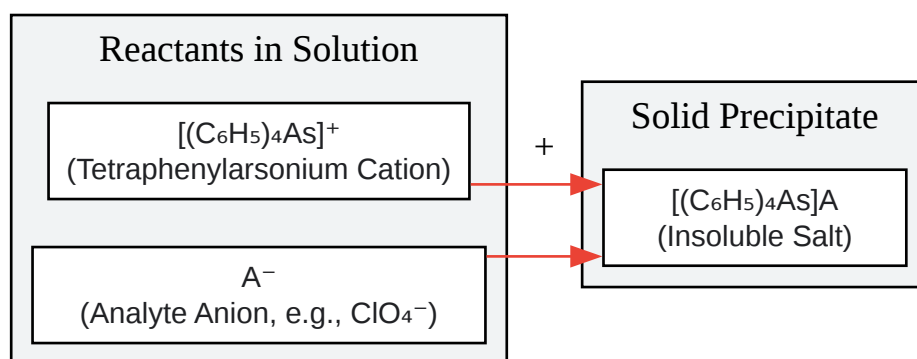 Reactants in Solution
[(C₆H₅)₄As]⁺
(Tetraphenylarsonium Cation)
A⁻
(Analyte Anion, e.g., ClO₄⁻)
+
Solid Precipitate
[(C₆H₅)₄As]A
(Insoluble Salt)